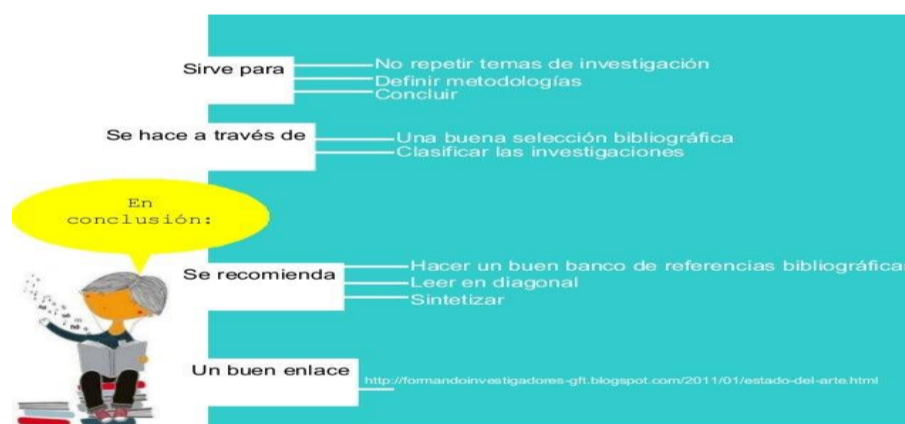 Sirve para
No repetir temas de investigación
Definir metodologías
Concluir
Se hace a través de
Una buena selección bibliográfica
Clasificar las investigaciones
En
conclusión:
Se recomienda
Hacer un buen banco de referencias bibliográficas
Leer en diagonal
Sintetizar
Un buen enlace
http://formandoinvestigadores-gft.blogspot.com/2011/01/estado-del-arte.html